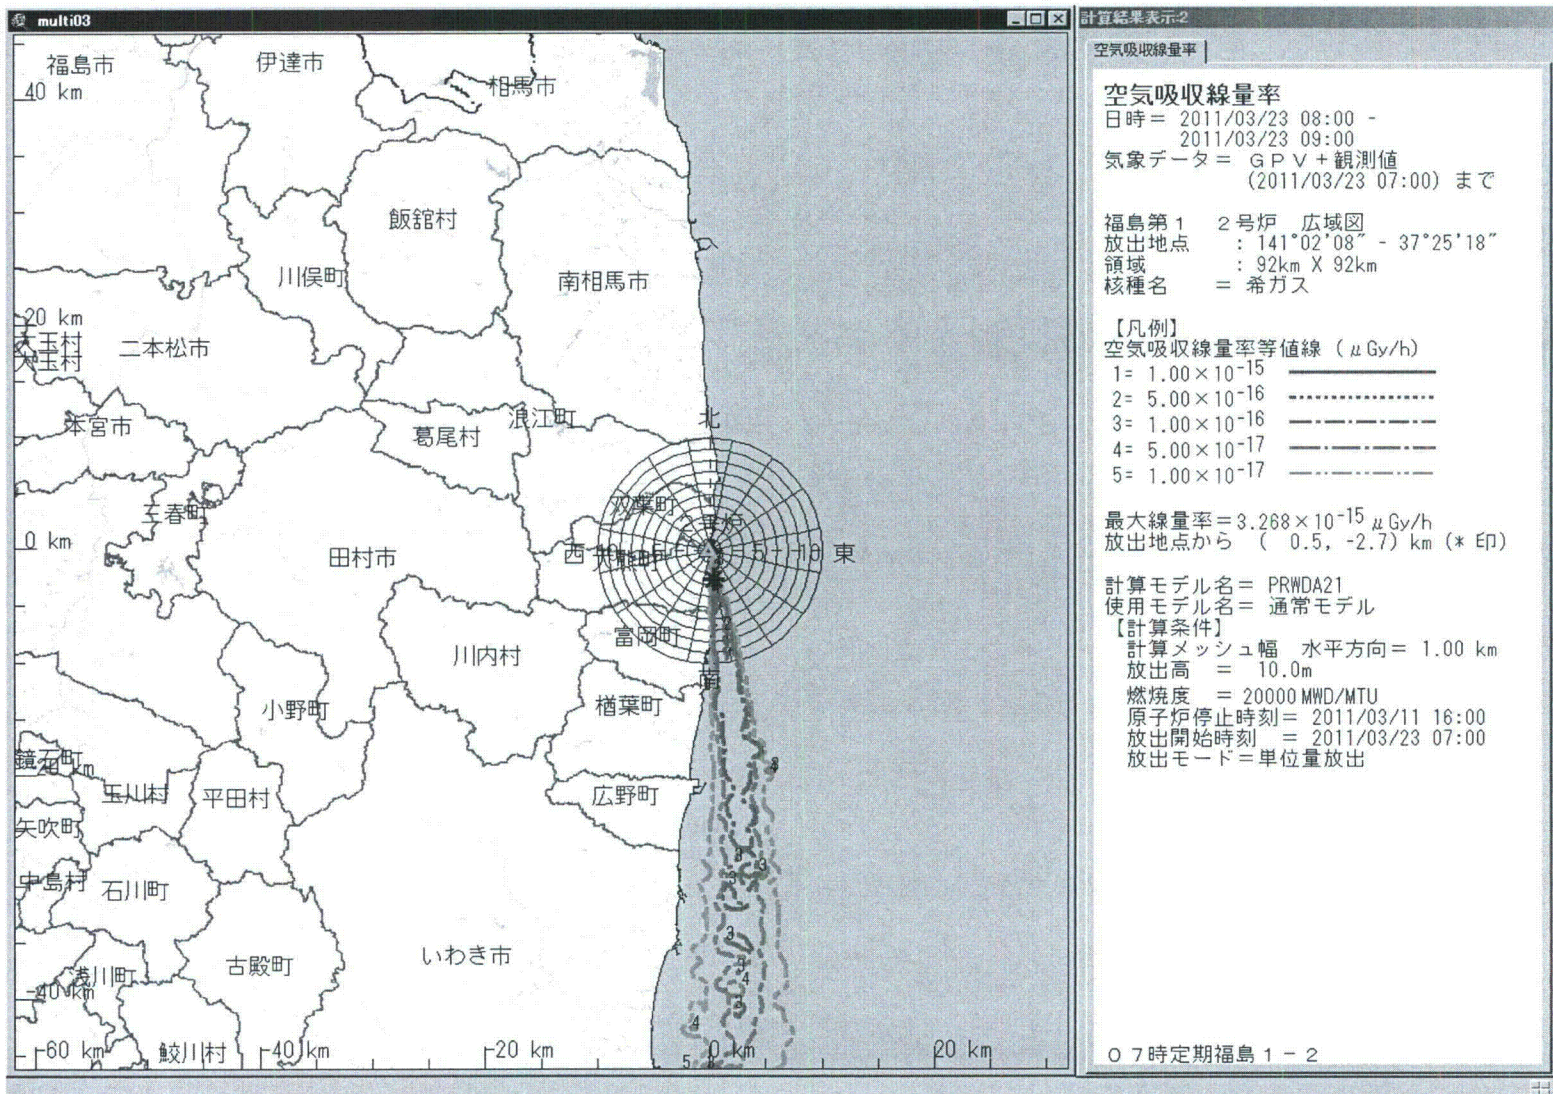 multi03
福島市
伊達市
相馬市
40 km
飯舘村
川俣町
南相馬市
20 km
大玉村
大玉村
二本松市
本宮市
浪江町
北
葛尾村
三春町
双葉町
0 km
田村市
西
大熊町
5
10
東
富岡町
川内村
南
小野町
楢葉町
鏡石町
-20 km
玉川村
平田村
広野町
矢吹町
中島村
石川町
いわき市
古殿町
浅川町
-40 km
鮫川村
-60 km
-40 km
-20 km
0 km
20 km
計算結果表示-2
空気吸収線量率
空気吸収線量率
日時= 2011/03/23 08:00 -
2011/03/23 09:00
気象データ= GPV+観測値
(2011/03/23 07:00) まで
福島第1 2号炉 広域図
放出地点 : 141°02'08" - 37°25'18"
領域 : 92km X 92km
核種名 = 希ガス
【凡例】
空気吸収線量率等値線 (μGy/h)
1= 1.00×10-15
2= 5.00×10-16
3= 1.00×10-16
4= 5.00×10-17
5= 1.00×10-17
最大線量率=3.268×10-15 μGy/h
放出地点から ( 0.5, -2.7) km (* 印)
計算モデル名= PRWDA21
使用モデル名= 通常モデル
【計算条件】
計算メッシュ幅 水平方向= 1.00 km
放出高 = 10.0m
燃焼度 = 20000MWD/MTU
原子炉停止時刻= 2011/03/11 16:00
放出開始時刻 = 2011/03/23 07:00
放出モード=単位量放出
07時定期福島1-2